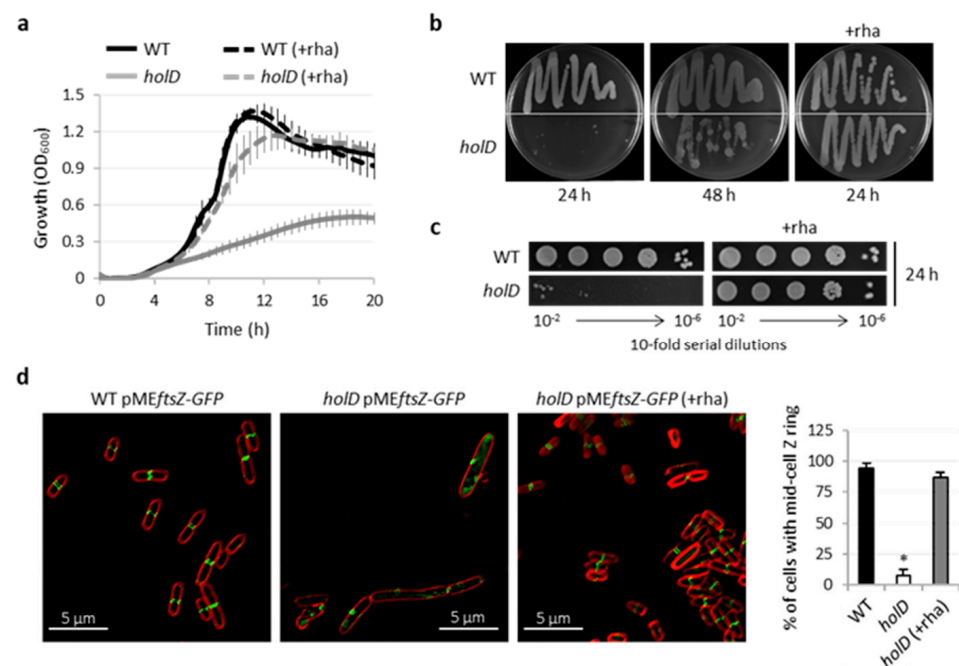 a
WT
WT (+rha)
holD
holD (+rha)
Growth (OD600)
1.5
1.2
0.9
0.6
0.3
0
0
4
8
12
16
20
Time (h)
b
+rha
WT
holD
24 h
48 h
24 h
c
+rha
WT
holD
24 h
10-2
10-6
10-2
10-6
10-fold serial dilutions
d
WT pMEftsZ-GFP
holD pMEftsZ-GFP
holD pMEftsZ-GFP (+rha)
5 µm
5 µm
5 µm
% of cells with mid-cell Z ring
125
100
75
50
25
0
*
WT
holD
holD (+rha)